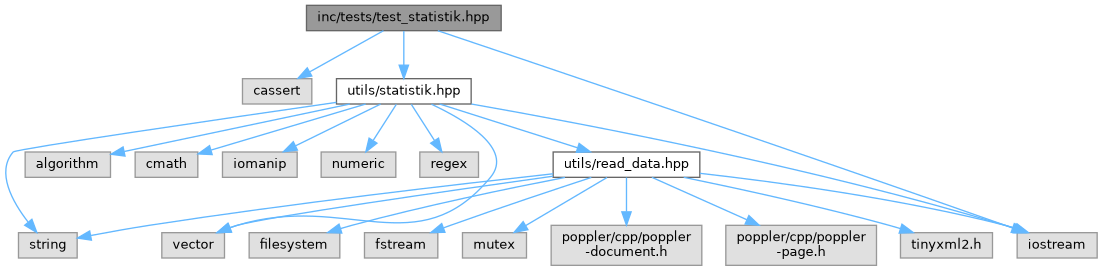 inc/tests/test_statistik.hpp
cassert
utils/statistik.hpp
algorithm
cmath
iomanip
numeric
regex
utils/read_data.hpp
string
vector
filesystem
fstream
mutex
poppler/cpp/poppler
-document.h
poppler/cpp/poppler
-page.h
tinyxml2.h
iostream